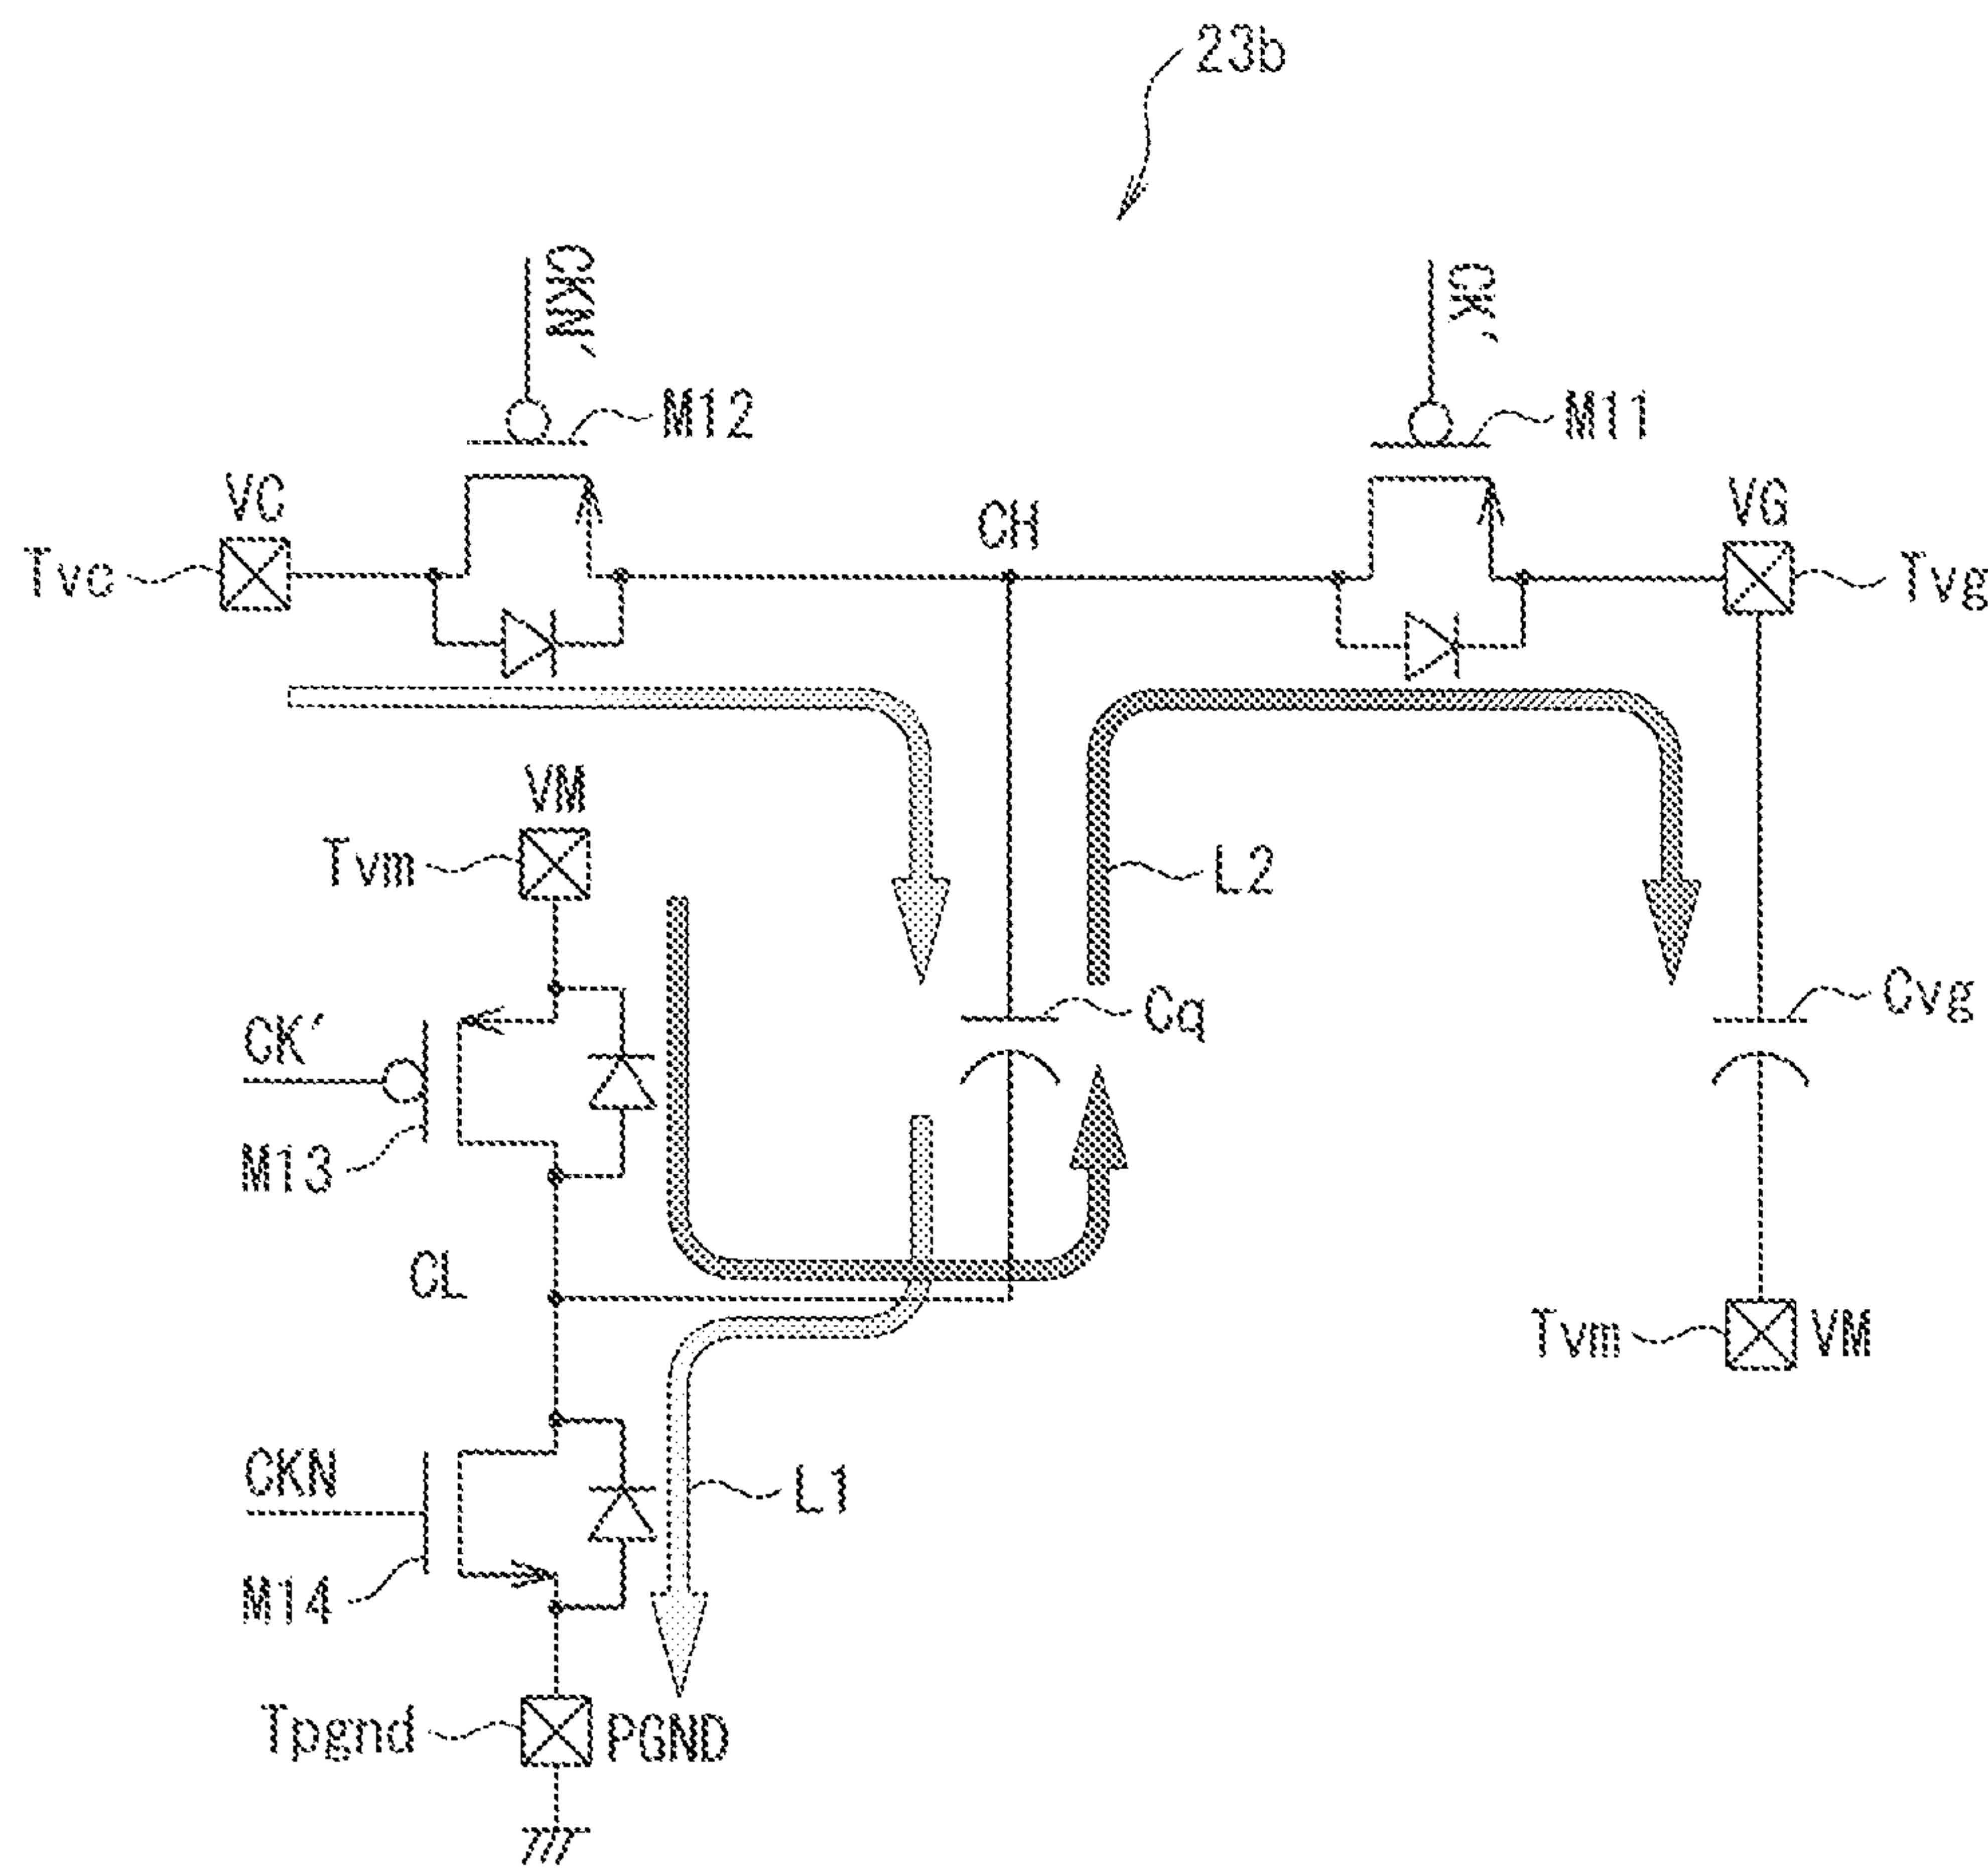 23b
CKN'
CK'
M12
M11
VC
CH
VG
Tvc
Tvg
VM
Tvm
L2
Cq
Cvg
CK'
M13
CL
Tvm
VM
CKN
L1
M14
Tpgnd
PGND